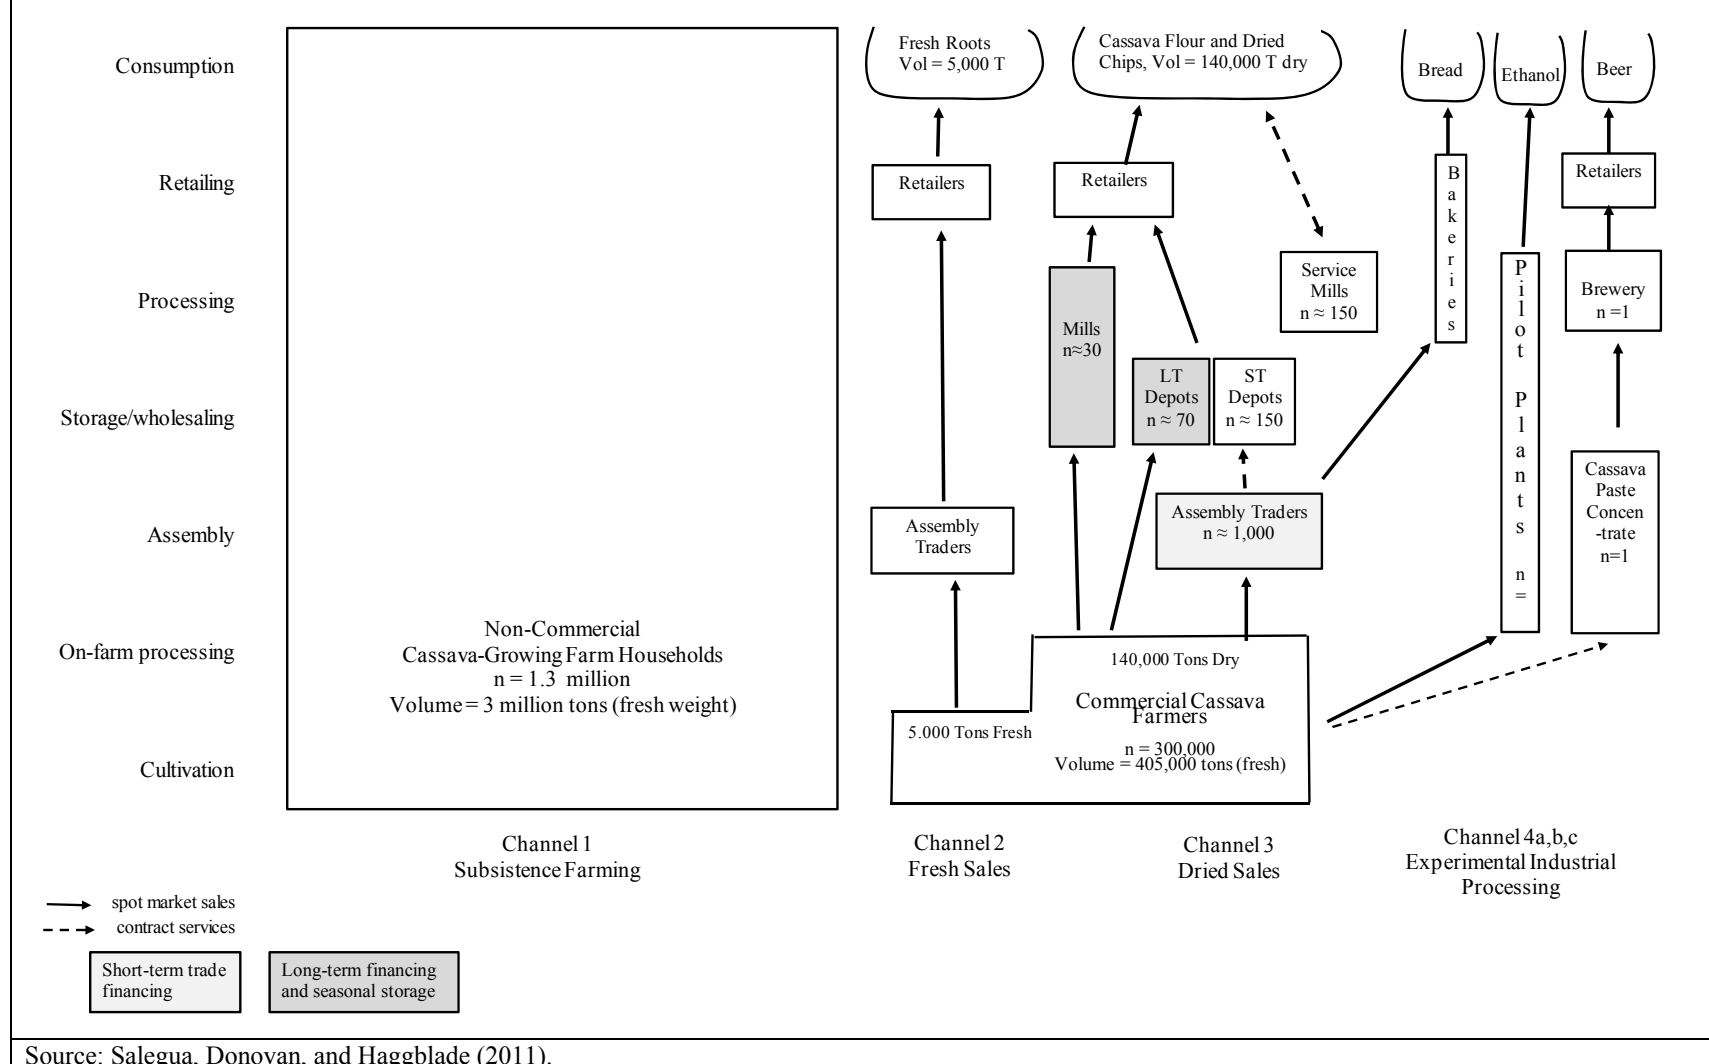 Consumption
Retailing
Processing
Storage/wholesaling
Assembly
On-farm processing
Cultivation
Non-Commercial
Cassava-Growing Farm Households
n = 1.3 million
Volume = 3 million tons (fresh weight)
Channel 1
Subsistence Farming
Fresh Roots
Vol = 5,000 T
Retailers
Assembly
Traders
5.000 Tons Fresh
Channel 2
Fresh Sales
Cassava Flour and Dried
Chips, Vol = 140,000 T dry
Retailers
Service
Mills
n ≈ 150
Mills
n≈30
LT
Depots
n ≈ 70
ST
Depots
n ≈ 150
Assembly Traders
n ≈ 1,000
140,000 Tons Dry
Commercial Cassava
Farmers
n = 300,000
Volume = 405,000 tons (fresh)
Channel 3
Dried Sales
Bread
Bakeries
Ethanol
Pilot Plants n=
Beer
Retailers
Brewery
n =1
Cassava
Paste
Concen
-trate
n=1
Channel 4a,b,c
Experimental Industrial
Processing
spot market sales
contract services
Short-term trade
financing
Long-term financing
and seasonal storage
Source: Salegua, Donovan, and Haggblade (2011).